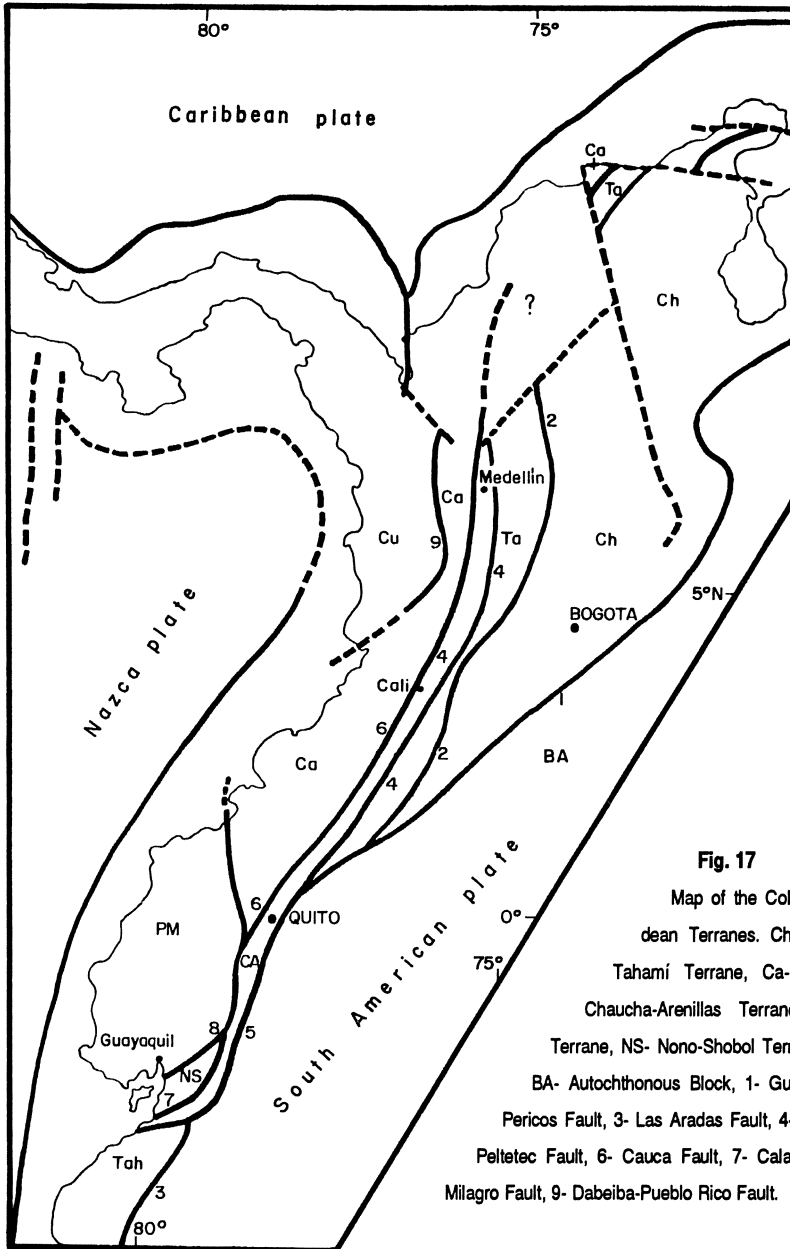 80°
75°
Caribbean plate
Ca
Ta
?
Ch
2
Medellín
Ca
Cu
9
Ta
Ch
4
5°N
BOGOTA
Nazca plate
4
Cali
1
6
2
BA
Ca
4
Fig. 17
6
QUITO
0°
Map of the Col
PM
dean Terranes. Ch
CA
75°
Tahamí Terrane, Ca-
South American plate
Chaucha-Arenillas Terran
8
5
Guayaquil
Terrane, NS- Nono-Shobol Terr
NS
BA- Autochthonous Block, 1- Gu
7
Pericos Fault, 3- Las Aradas Fault, 4-
Peltetec Fault, 6- Cauca Fault, 7- Cala
Tah
3
Milagro Fault, 9- Dabeiba-Pueblo Rico Fault.
80°